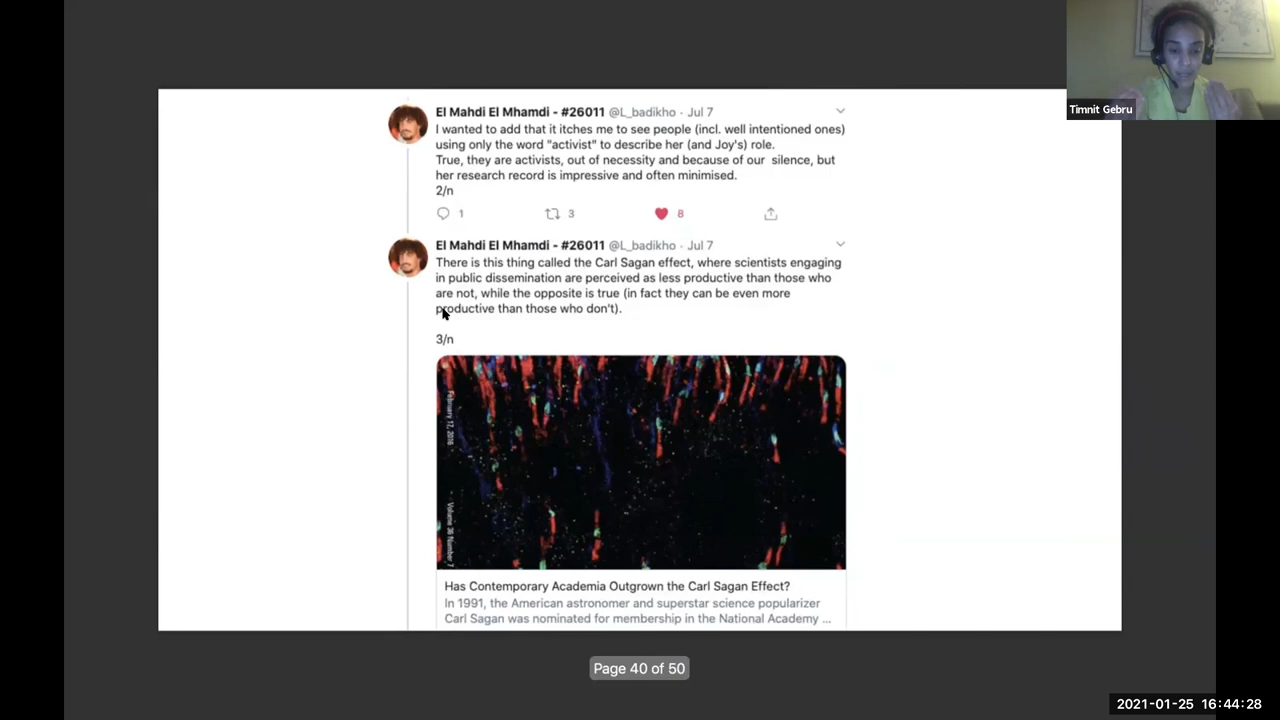 Timnit Gebru
El Mahdi El Mhamdi - #26011 @L_badikho · Jul 7
I wanted to add that it itches me to see people (incl. well intentioned ones)
using only the word "activist" to describe her (and Joy's) role.
True, they are activists, out of necessity and because of our silence, but
her research record is impressive and often minimised.
2/n
1 3 8
El Mahdi El Mhamdi - #26011 @L_badikho · Jul 7
There is this thing called the Carl Sagan effect, where scientists engaging
in public dissemination are perceived as less productive than those who
are not, while the opposite is true (in fact they can be even more
productive than those who don't).
3/n
February 17, 2016
Volume 36 Number 7
Has Contemporary Academia Outgrown the Carl Sagan Effect?
In 1991, the American astronomer and superstar science popularizer
Carl Sagan was nominated for membership in the National Academy ...
Page 40 of 50
2021-01-25 16:44:28